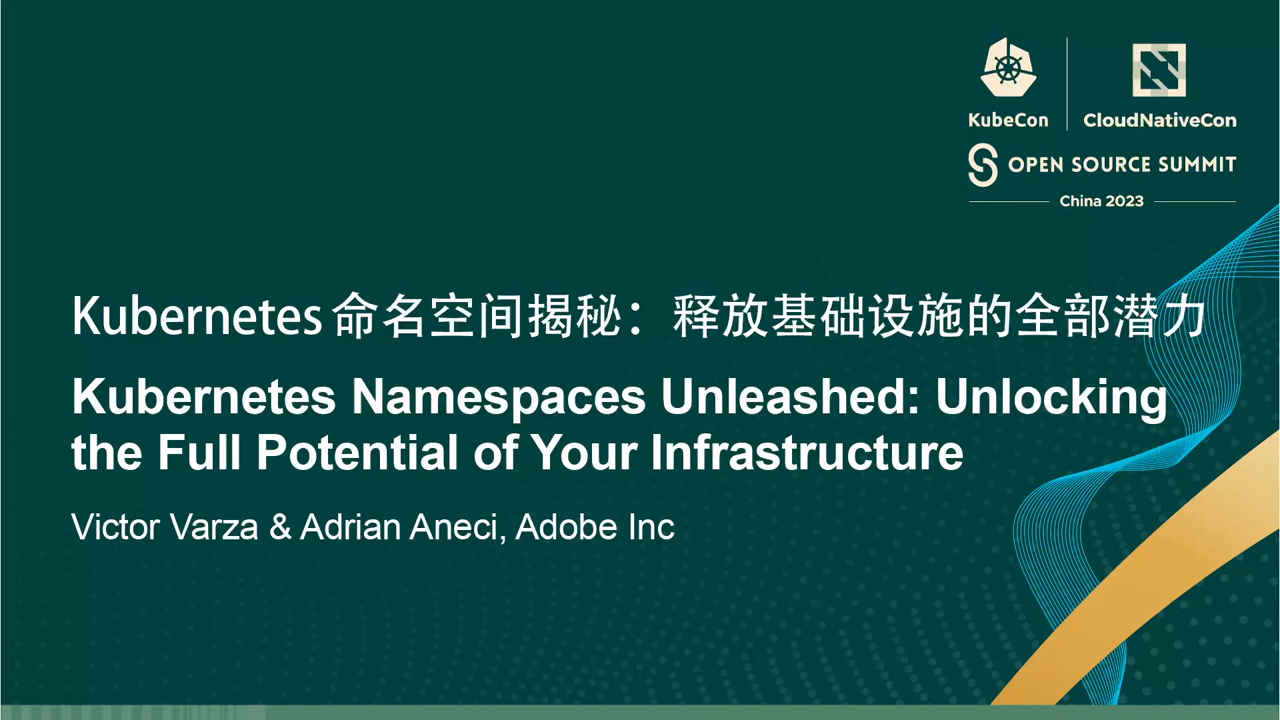 KubeCon
CloudNativeCon
OPEN SOURCE SUMMIT
China 2023
Kubernetes 命名空间揭秘：释放基础设施的全部潜力
Kubernetes Namespaces Unleashed: Unlocking
the Full Potential of Your Infrastructure
Victor Varza & Adrian Aneci, Adobe Inc